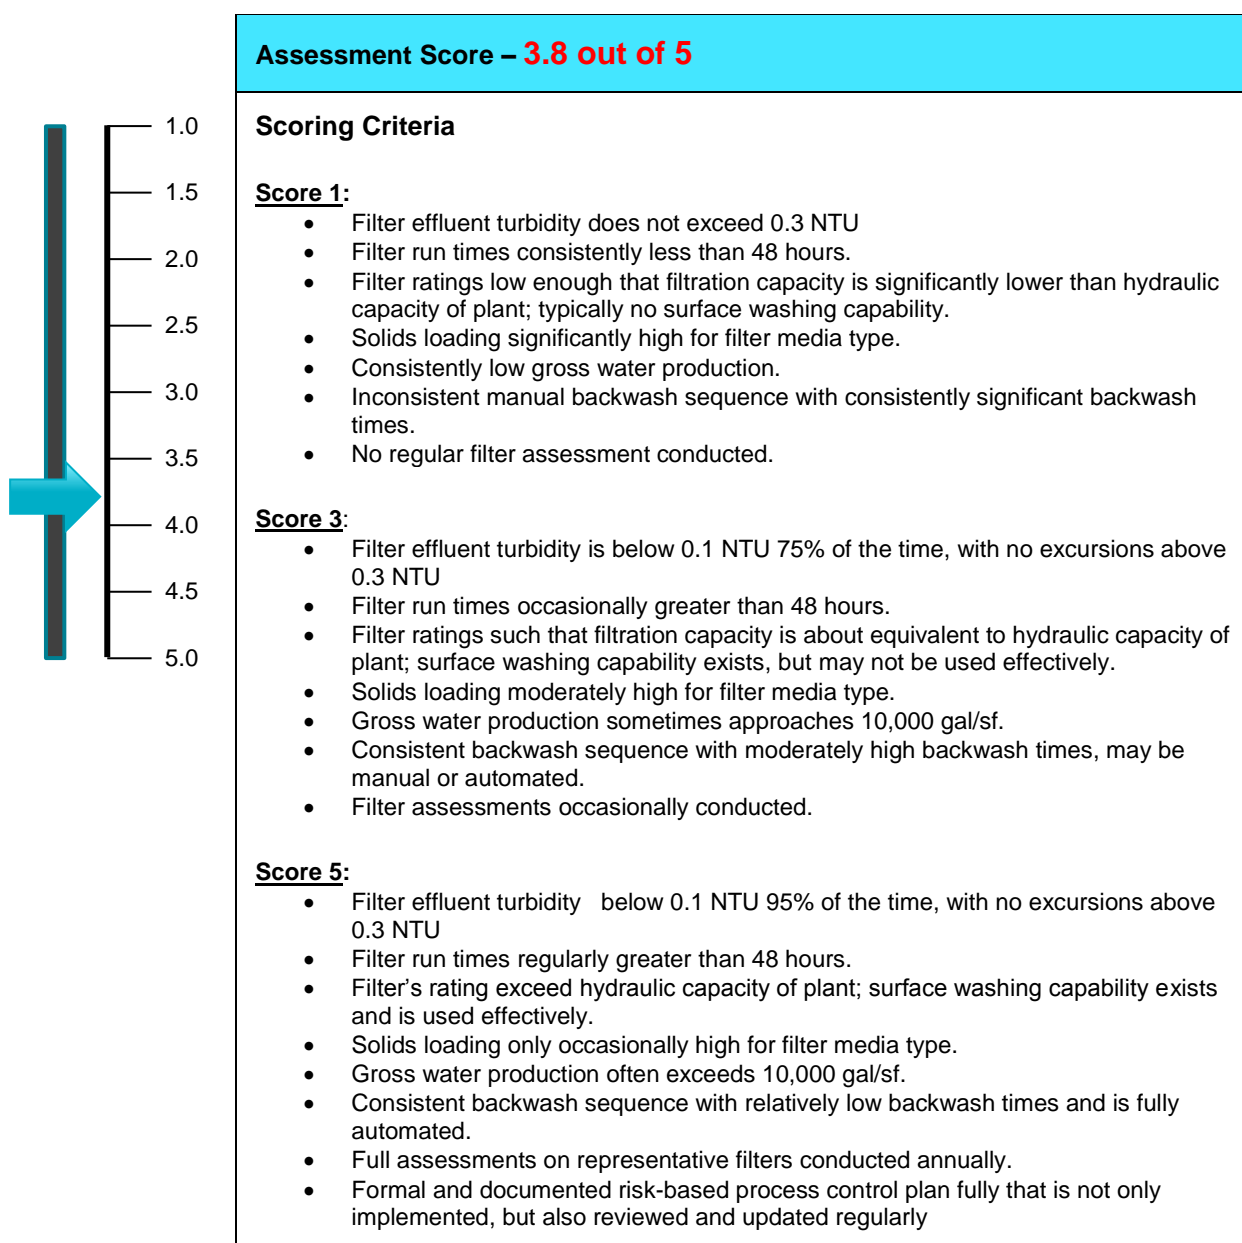 Assessment Score – 3.8 out of 5
1.0
1.5
2.0
2.5
3.0
3.5
4.0
4.5
5.0
Scoring Criteria
Score 1:
• Filter effluent turbidity does not exceed 0.3 NTU
• Filter run times consistently less than 48 hours.
• Filter ratings low enough that filtration capacity is significantly lower than hydraulic
capacity of plant; typically no surface washing capability.
• Solids loading significantly high for filter media type.
• Consistently low gross water production.
• Inconsistent manual backwash sequence with consistently significant backwash
times.
• No regular filter assessment conducted.
Score 3:
• Filter effluent turbidity is below 0.1 NTU 75% of the time, with no excursions above
0.3 NTU
• Filter run times occasionally greater than 48 hours.
• Filter ratings such that filtration capacity is about equivalent to hydraulic capacity of
plant; surface washing capability exists, but may not be used effectively.
• Solids loading moderately high for filter media type.
• Gross water production sometimes approaches 10,000 gal/sf.
• Consistent backwash sequence with moderately high backwash times, may be
manual or automated.
• Filter assessments occasionally conducted.
Score 5:
• Filter effluent turbidity below 0.1 NTU 95% of the time, with no excursions above
0.3 NTU
• Filter run times regularly greater than 48 hours.
• Filter's rating exceed hydraulic capacity of plant; surface washing capability exists
and is used effectively.
• Solids loading only occasionally high for filter media type.
• Gross water production often exceeds 10,000 gal/sf.
• Consistent backwash sequence with relatively low backwash times and is fully
automated.
• Full assessments on representative filters conducted annually.
• Formal and documented risk-based process control plan fully that is not only
implemented, but also reviewed and updated regularly